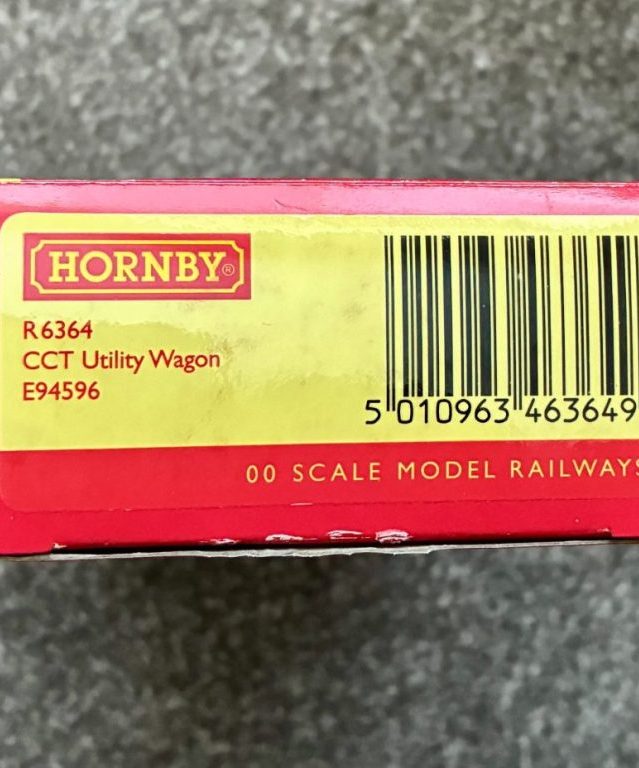 HORNBY®
R6364
CCT Utility Wagon
E94596
5 010963 463649
00 SCALE MODEL RAILWAYS